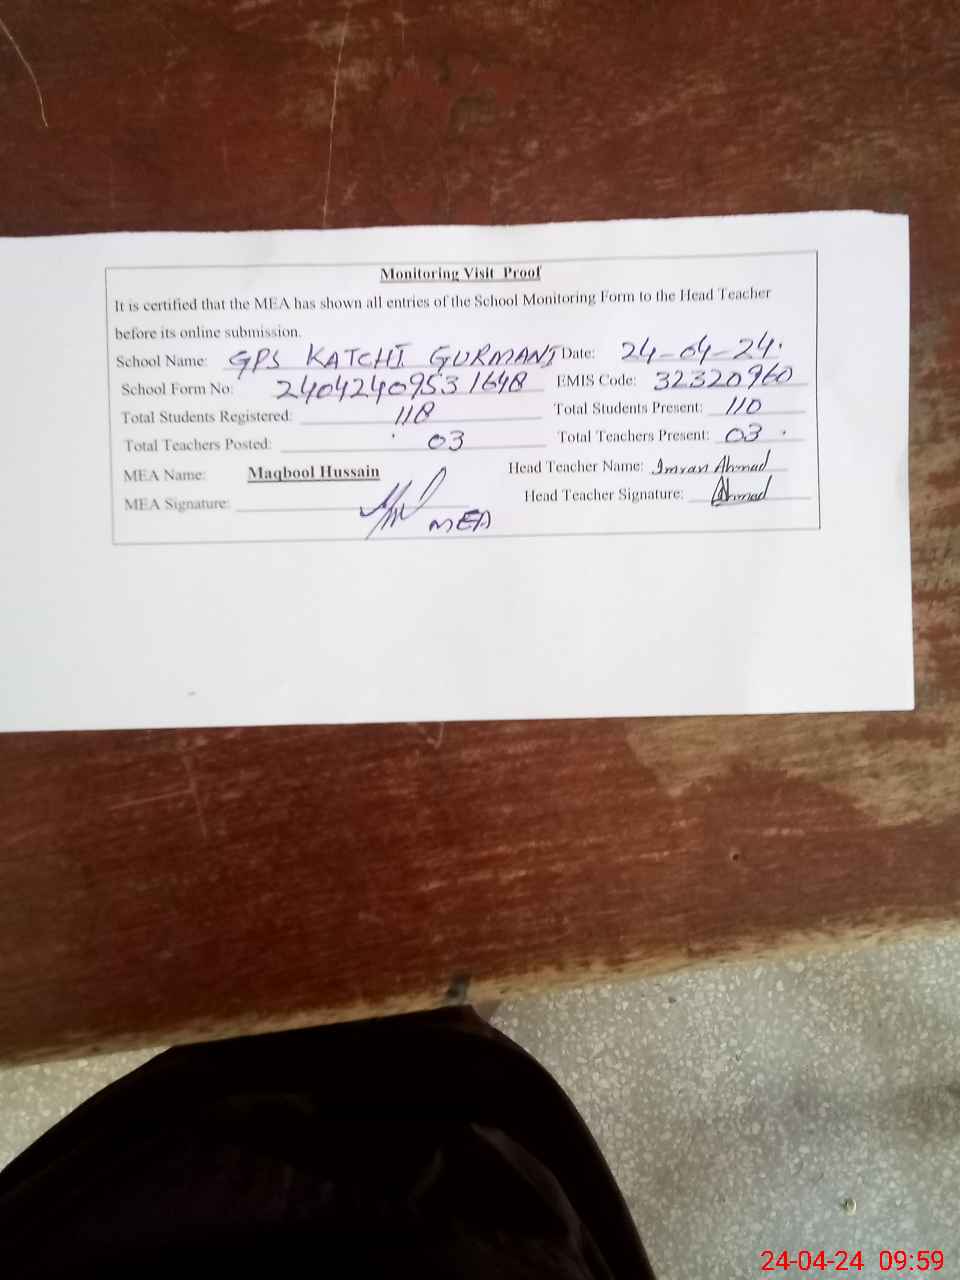 Monitoring Visit Proof
It is certified that the MEA has shown all entries of the School Monitoring Form to the Head Teacher
before its online submission.
School Name: GPS KATCHI GURMANI Date: 24-04-24.
School Form No: 2404240953 1648 EMIS Code: 32320960
Total Students Registered: 118 Total Students Present: 110
Total Teachers Posted: 03 Total Teachers Present: 03
MEA Name: Maqbool Hussain Head Teacher Name: Imran Ahmad
MEA Signature: MEA Head Teacher Signature: Ahmad
24-04-24 09:59